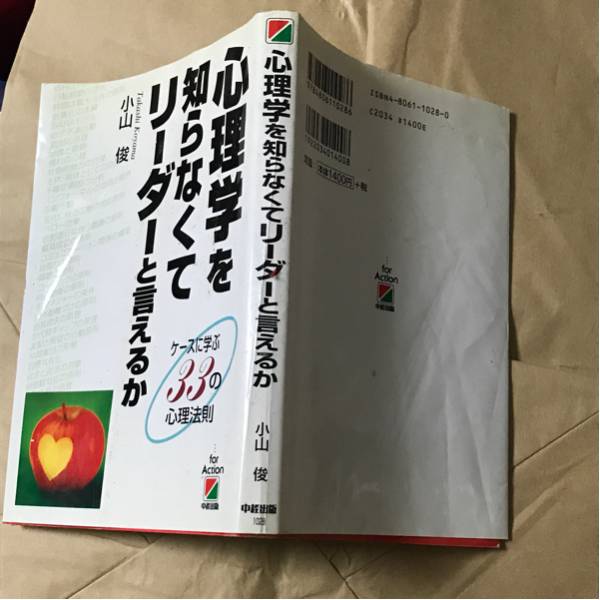 心理学を
知らなくて
リーダーと言えるか
Takashi Koyama
小山 俊
ケースに学ぶ
33の
心理法則
for
Action
中経出版
心理学を知らなくてリーダーと言えるか
小山 俊
中経出版
1028
9784806110286
1922034014008
ISBN4-8061-1028-0
C2034 ¥1400E
定価 本体1400円+税
for
Action
中経出版